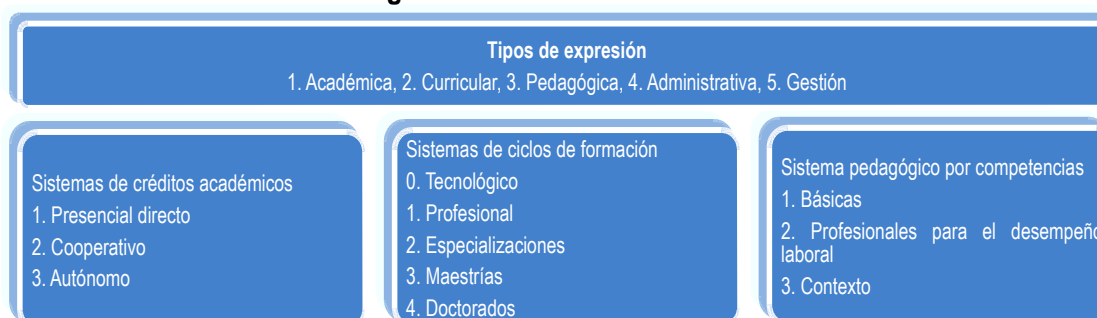 Tipos de expresión
1. Académica, 2. Curricular, 3. Pedagógica, 4. Administrativa, 5. Gestión
Sistemas de créditos académicos
1. Presencial directo
2. Cooperativo
3. Autónomo
Sistemas de ciclos de formación
0. Tecnológico
1. Profesional
2. Especializaciones
3. Maestrías
4. Doctorados
Sistema pedagógico por competencias
1. Básicas
2. Profesionales para el desempeño
laboral
3. Contexto